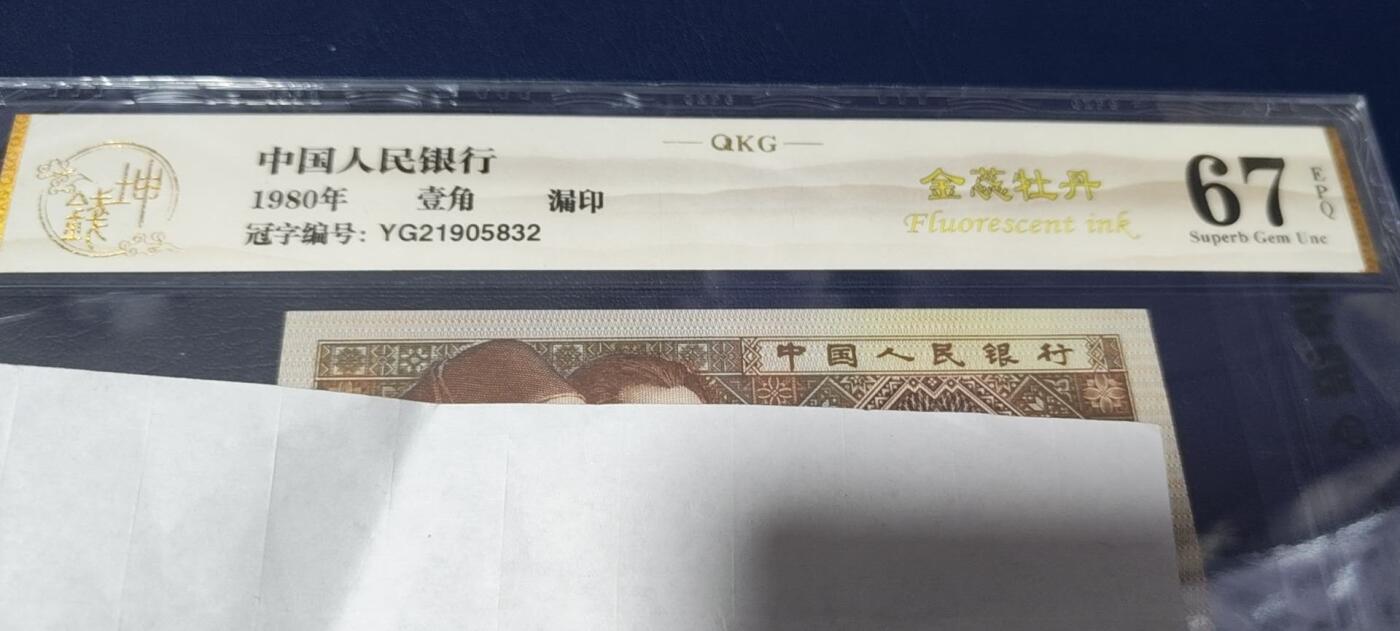 QKG
中国人民银行
1980年 壹角 漏印
冠字编号: YG21905832
金蕊牡丹
Fluorescent ink
67
EPQ
Superb Gem Unc
中国人民银行